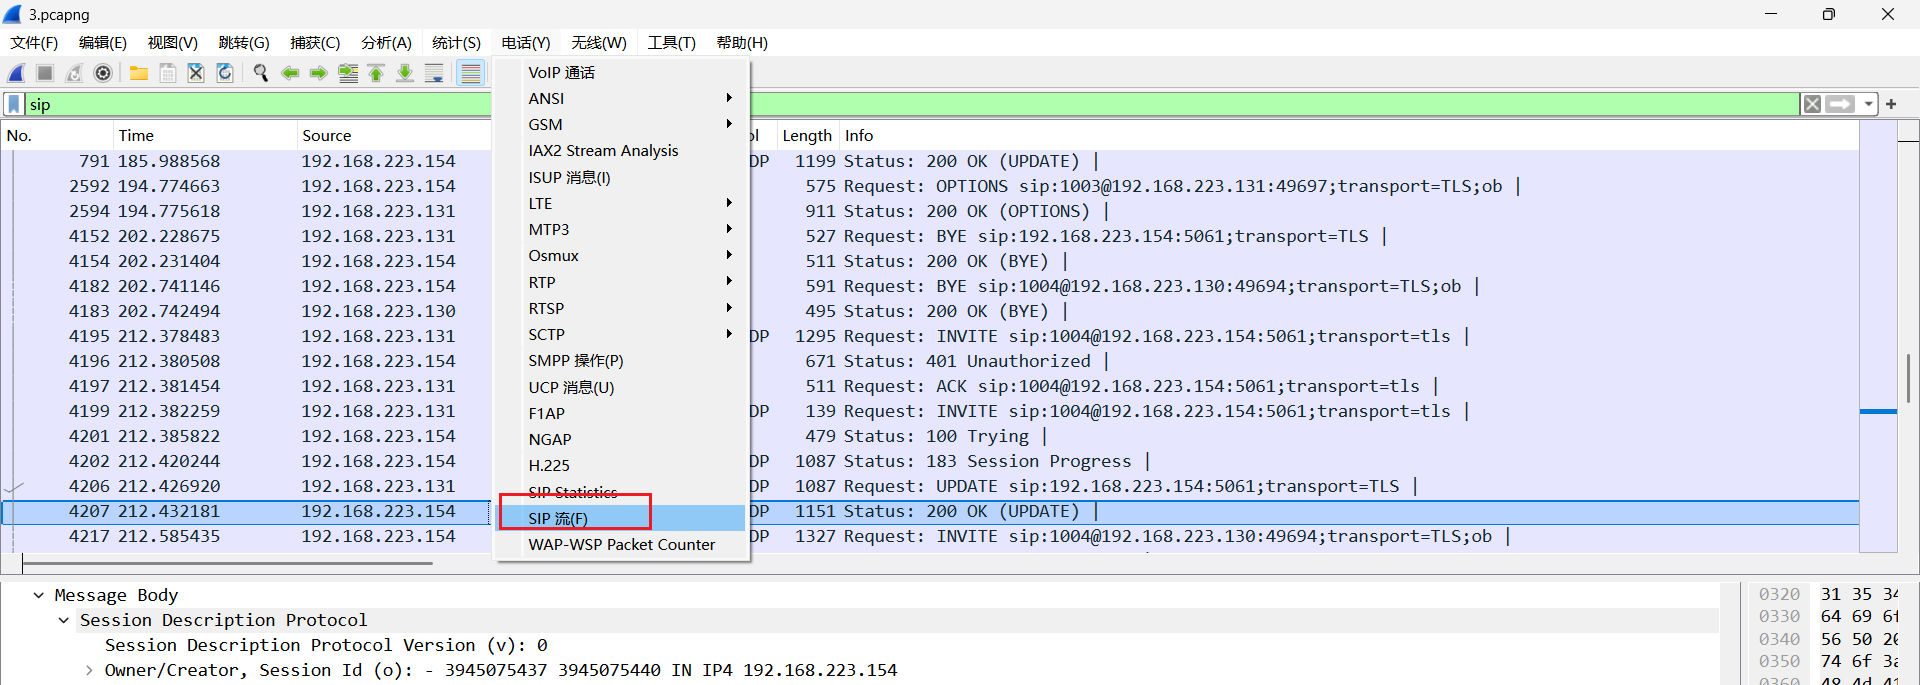 3.pcapng
文件(F) 编辑(E) 视图(V) 跳转(G) 捕获(C) 分析(A) 统计(S) 电话(Y) 无线(W) 工具(T) 帮助(H)
sip
VoIP 通话
ANSI
GSM
IAX2 Stream Analysis
ISUP 消息(I)
LTE
MTP3
Osmux
RTP
RTSP
SCTP
SMPP 操作(P)
UCP 消息(U)
F1AP
NGAP
H.225
SIP Statistics
SIP 流(F)
WAP-WSP Packet Counter
No. Time Source ol Length Info
791 185.988568 192.168.223.154 DP 1199 Status: 200 OK (UPDATE) |
2592 194.774663 192.168.223.154 575 Request: OPTIONS sip:1003@192.168.223.131:49697;transport=TLS;ob |
2594 194.775618 192.168.223.131 911 Status: 200 OK (OPTIONS) |
4152 202.228675 192.168.223.131 527 Request: BYE sip:192.168.223.154:5061;transport=TLS |
4154 202.231404 192.168.223.154 511 Status: 200 OK (BYE) |
4182 202.741146 192.168.223.154 591 Request: BYE sip:1004@192.168.223.130:49694;transport=TLS;ob |
4183 202.742494 192.168.223.130 495 Status: 200 OK (BYE) |
4195 212.378483 192.168.223.131 DP 1295 Request: INVITE sip:1004@192.168.223.154:5061;transport=tls |
4196 212.380508 192.168.223.154 671 Status: 401 Unauthorized |
4197 212.381454 192.168.223.131 511 Request: ACK sip:1004@192.168.223.154:5061;transport=tls |
4199 212.382259 192.168.223.131 DP 139 Request: INVITE sip:1004@192.168.223.154:5061;transport=tls |
4201 212.385822 192.168.223.154 479 Status: 100 Trying |
4202 212.420244 192.168.223.154 DP 1087 Status: 183 Session Progress |
4206 212.426920 192.168.223.131 DP 1087 Request: UPDATE sip:192.168.223.154:5061;transport=TLS |
4207 212.432181 192.168.223.154 DP 1151 Status: 200 OK (UPDATE) |
4217 212.585435 192.168.223.154 DP 1327 Request: INVITE sip:1004@192.168.223.130:49694;transport=TLS;ob |
Message Body
Session Description Protocol
Session Description Protocol Version (v): 0
Owner/Creator, Session Id (o): - 3945075437 3945075440 IN IP4 192.168.223.154
0320 31 35 34
0330 64 69 6f
0340 56 50 20
0350 74 6f 3a
0360 48 4d 41